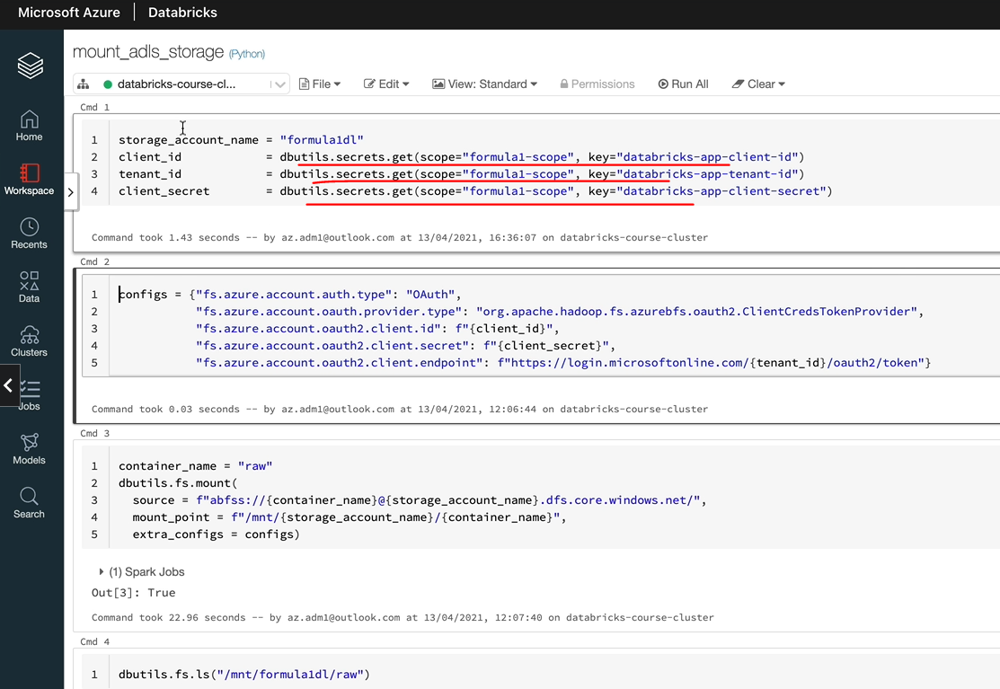 Microsoft Azure | Databricks
mount_adls_storage (Python)
databricks-course-cl... File Edit View: Standard Permissions Run All Clear
Home
Workspace
Recents
Data
Clusters
Jobs
Models
Search
Cmd 1
1 storage_account_name = "formula1dl"
2 client_id = dbutils.secrets.get(scope="formula1-scope", key="databricks-app-client-id")
3 tenant_id = dbutils.secrets.get(scope="formula1-scope", key="databricks-app-tenant-id")
4 client_secret = dbutils.secrets.get(scope="formula1-scope", key="databricks-app-client-secret")
Command took 1.43 seconds -- by az.adm1@outlook.com at 13/04/2021, 16:36:07 on databricks-course-cluster
Cmd 2
1 configs = {"fs.azure.account.auth.type": "OAuth",
2 "fs.azure.account.oauth.provider.type": "org.apache.hadoop.fs.azurebfs.oauth2.ClientCredsTokenProvider",
3 "fs.azure.account.oauth2.client.id": f"{client_id}",
4 "fs.azure.account.oauth2.client.secret": f"{client_secret}",
5 "fs.azure.account.oauth2.client.endpoint": f"https://login.microsoftonline.com/{tenant_id}/oauth2/token"}
Command took 0.03 seconds -- by az.adm1@outlook.com at 13/04/2021, 12:06:44 on databricks-course-cluster
Cmd 3
1 container_name = "raw"
2 dbutils.fs.mount(
3 source = f"abfss://{container_name}@{storage_account_name}.dfs.core.windows.net/",
4 mount_point = f"/mnt/{storage_account_name}/{container_name}",
5 extra_configs = configs)
(1) Spark Jobs
Out[3]: True
Command took 22.96 seconds -- by az.adm1@outlook.com at 13/04/2021, 12:07:40 on databricks-course-cluster
Cmd 4
1 dbutils.fs.ls("/mnt/formula1dl/raw")